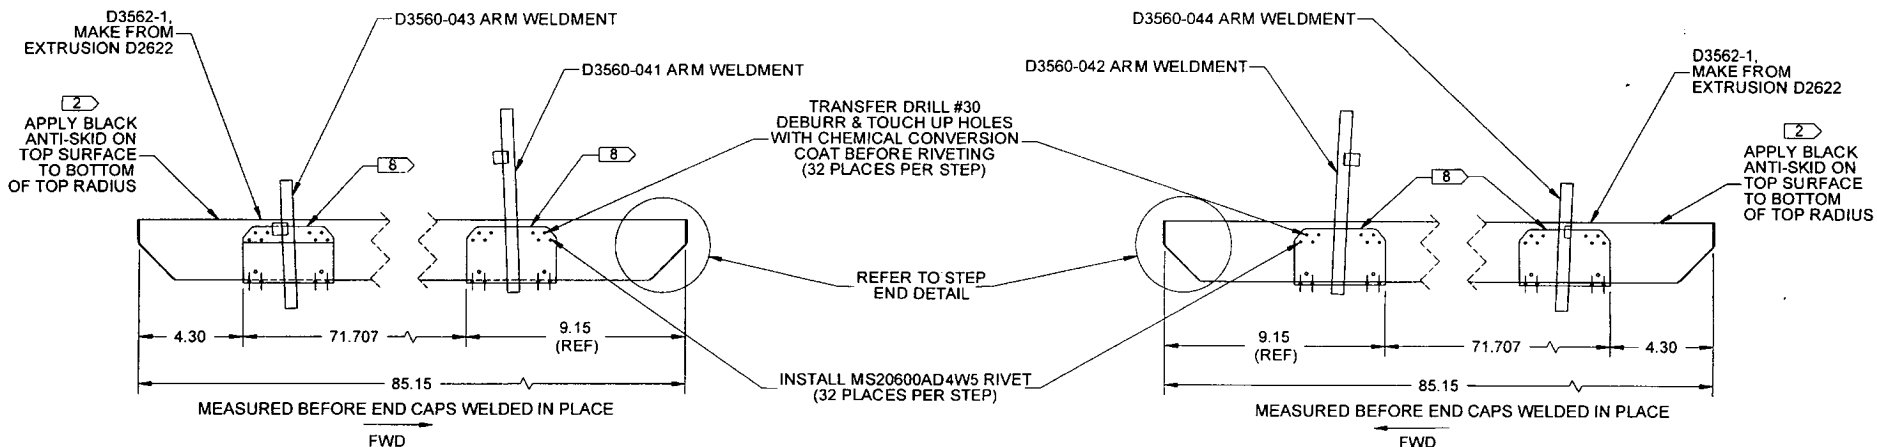 D3562-1,
MAKE FROM
EXTRUSION D2622
D3560-043 ARM WELDMENT
D3560-041 ARM WELDMENT
2
APPLY BLACK
ANTI-SKID ON
TOP SURFACE
TO BOTTOM
OF TOP RADIUS
8
8
TRANSFER DRILL #30
DEBURR & TOUCH UP HOLES
WITH CHEMICAL CONVERSION
COAT BEFORE RIVETING
(32 PLACES PER STEP)
REFER TO STEP
END DETAIL
INSTALL MS20600AD4W5 RIVET
(32 PLACES PER STEP)
4.30
71.707
9.15
(REF)
85.15
MEASURED BEFORE END CAPS WELDED IN PLACE
FWD
D3560-044 ARM WELDMENT
D3560-042 ARM WELDMENT
D3562-1,
MAKE FROM
EXTRUSION D2622
2
APPLY BLACK
ANTI-SKID ON
TOP SURFACE
TO BOTTOM
OF TOP RADIUS
8
9.15
(REF)
71.707
4.30
85.15
MEASURED BEFORE END CAPS WELDED IN PLACE
FWD